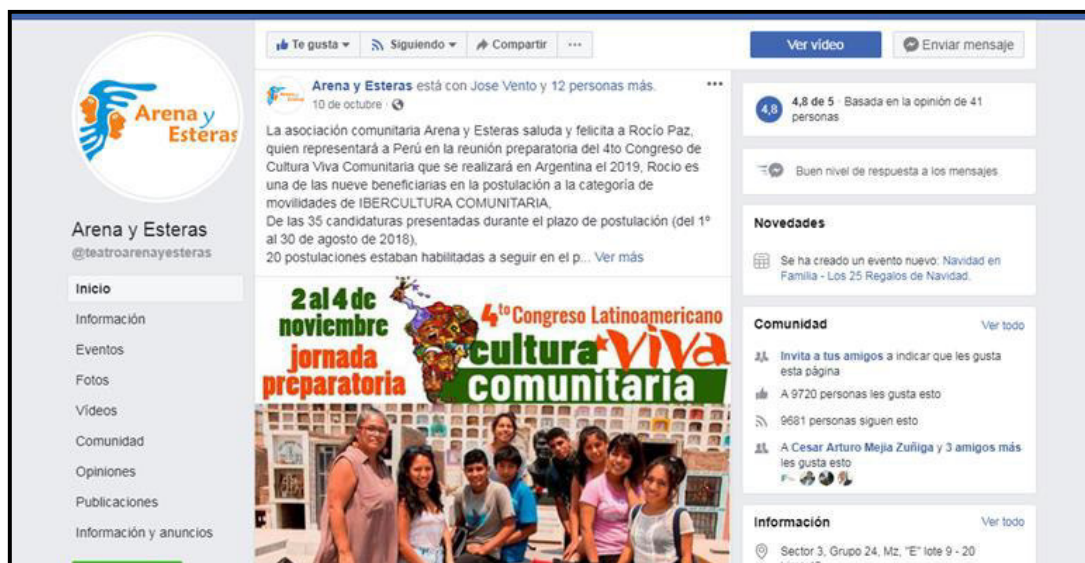 Arena y
Esteras
Arena y Esteras
@teatroarenayesteras
Inicio
Información
Eventos
Fotos
Vídeos
Comunidad
Opiniones
Publicaciones
Información y anuncios
Te gusta
Siguiendo
Compartir
Arena y Esteras está con Jose Vento y 12 personas más.
10 de octubre
La asociación comunitaria Arena y Esteras saluda y felicita a Rocío Paz,
quien representará a Perú en la reunión preparatoria del 4to Congreso de
Cultura Viva Comunitaria que se realizará en Argentina el 2019, Rocio es
una de las nueve beneficiarias en la postulación a la categoría de
movilidades de IBERCULTURA COMUNITARIA,
De las 35 candidaturas presentadas durante el plazo de postulación (del 1º
al 30 de agosto de 2018),
20 postulaciones estaban habilitadas a seguir en el p... Ver más
2 al 4 de
noviembre
jornada
preparatoria
4to Congreso Latinoamericano
cultura viva
comunitaria
Ver vídeo
Enviar mensaje
4,8
4,8 de 5 · Basada en la opinión de 41
personas
Buen nivel de respuesta a los mensajes
Novedades
Se ha creado un evento nuevo: Navidad en
Familia - Los 25 Regalos de Navidad.
Comunidad
Ver todo
Invita a tus amigos a indicar que les gusta
esta página
A 9720 personas les gusta esto
9681 personas siguen esto
A Cesar Arturo Mejia Zuñiga y 3 amigos más
les gusta esto
Información
Ver todo
Sector 3, Grupo 24, Mz, "E" lote 9 - 20